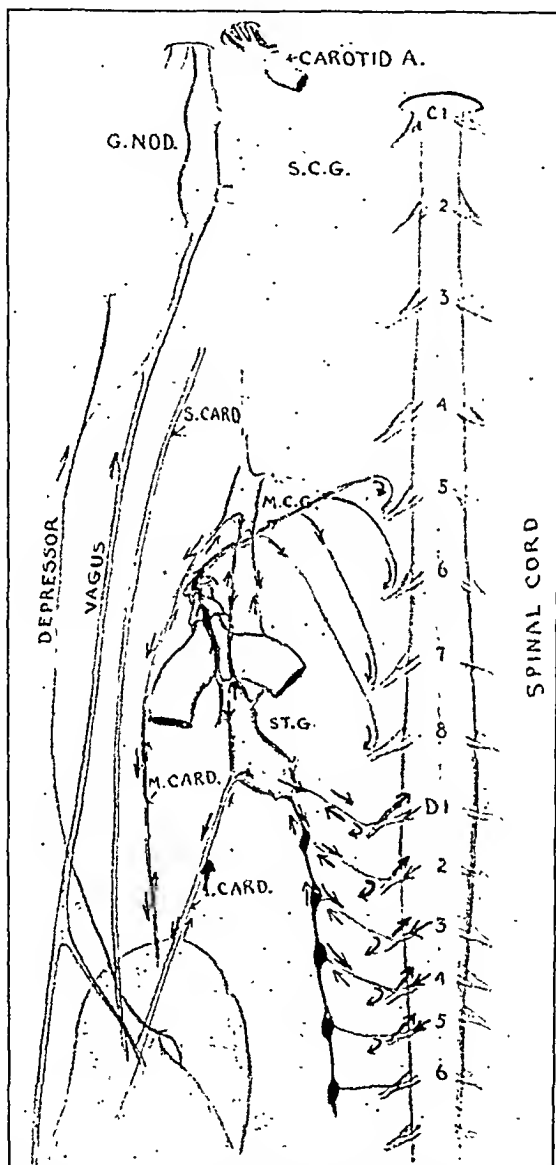 CAROTID A.
G. NOD.
S.C.G.
C1
2
3
4
5
6
7
8
D1
2
3
4
5
6
S.CARD
M.C.G.
DEPRESSOR
VAGUS
ST.G.
M.CARD.
I.CARD.
SPINAL CORD